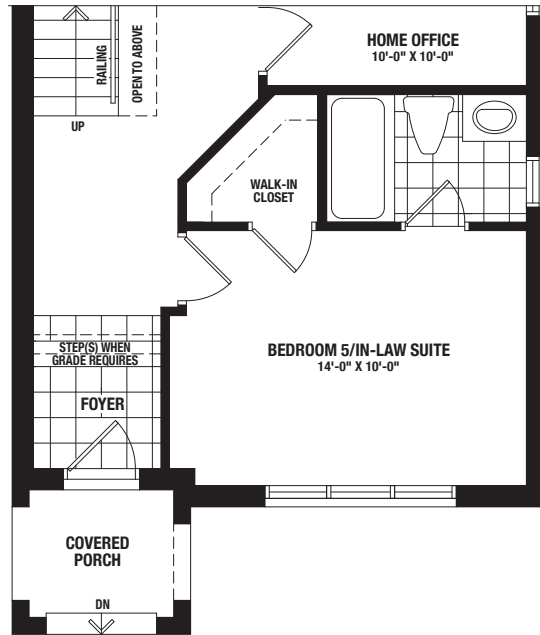 HOME OFFICE
10'-0" X 10'-0"
RAILING
OPEN TO ABOVE
UP
WALK-IN
CLOSET
STEP(S) WHEN
GRADE REQUIRES
BEDROOM 5/IN-LAW SUITE
14'-0" X 10'-0"
FOYER
COVERED
PORCH
DN